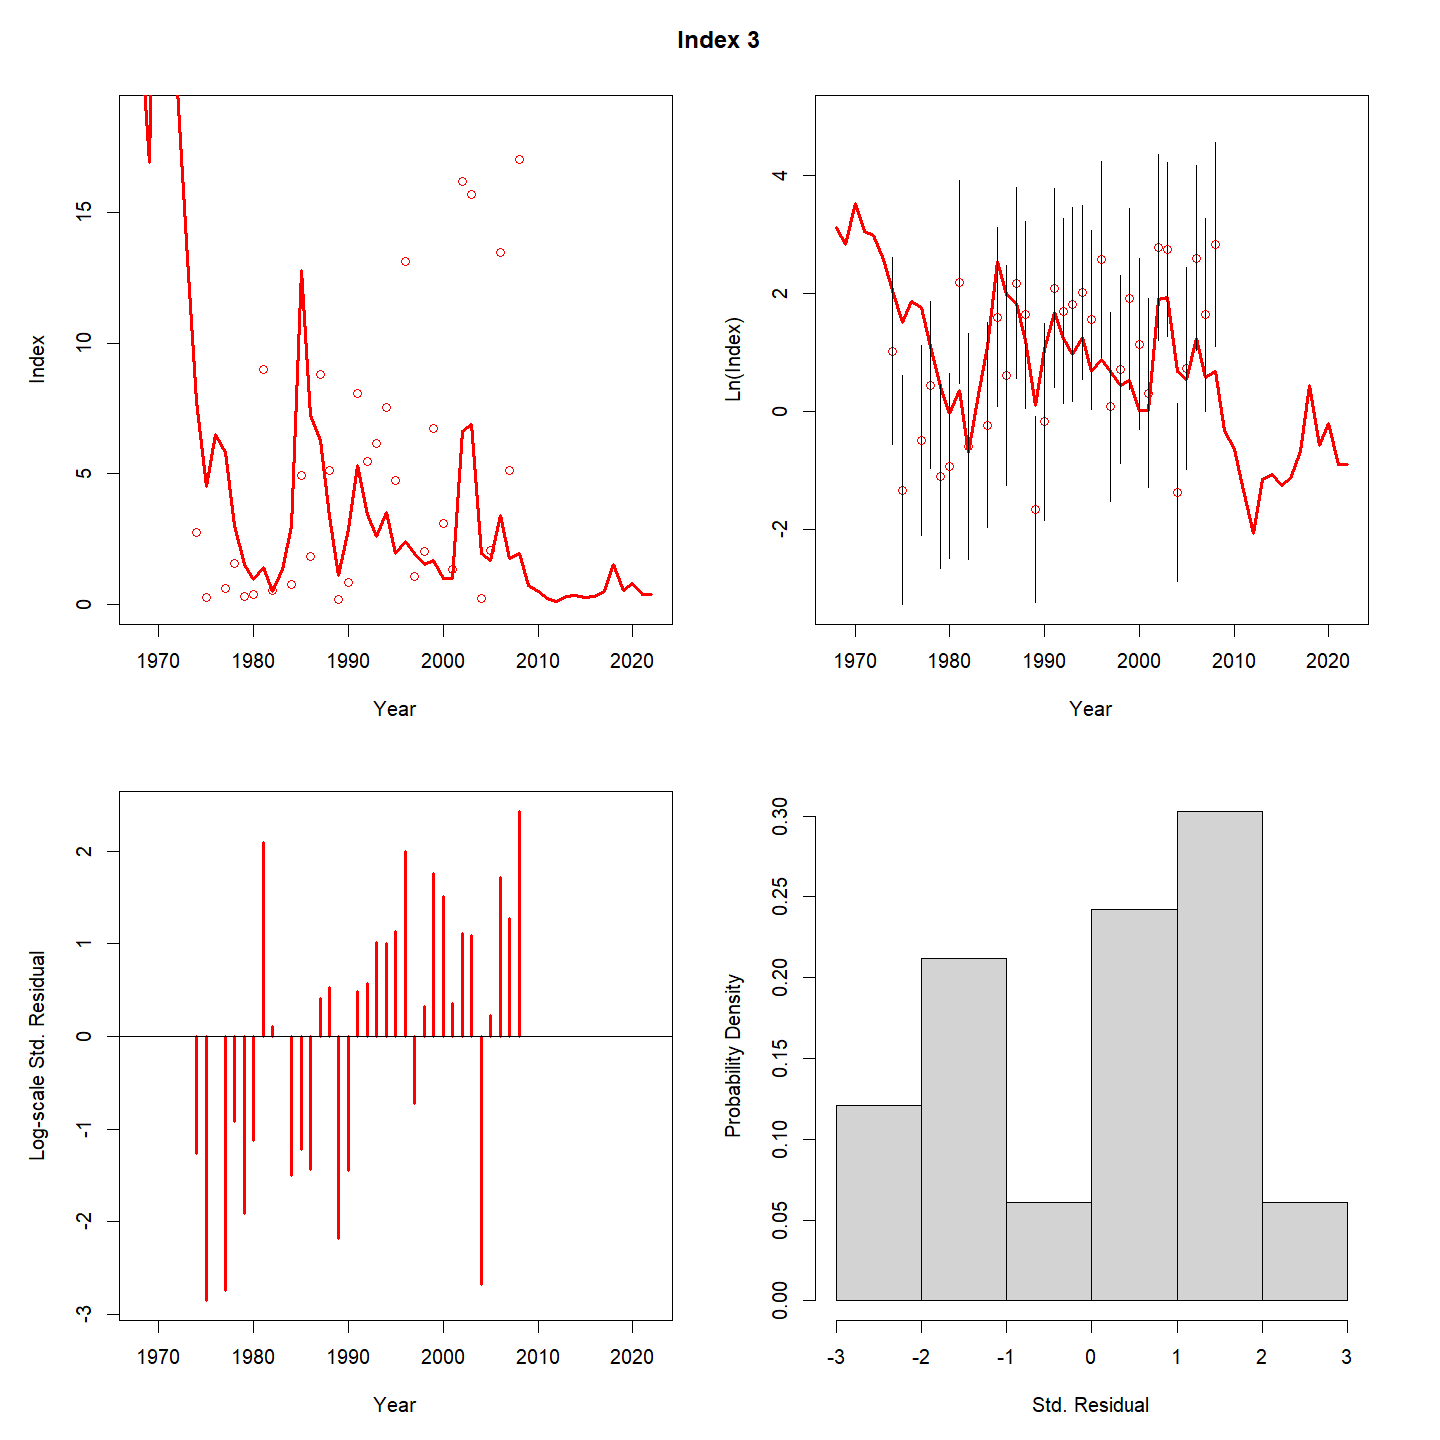 Index 3
Index
0 5 10 15
1970 1980 1990 2000 2010 2020
Year
Ln(Index)
-2 0 2 4
1970 1980 1990 2000 2010 2020
Year
Log-scale Std. Residual
-3 -2 -1 0 1 2
1970 1980 1990 2000 2010 2020
Year
Probability Density
0.00 0.05 0.10 0.15 0.20 0.25 0.30
-3 -2 -1 0 1 2 3
Std. Residual